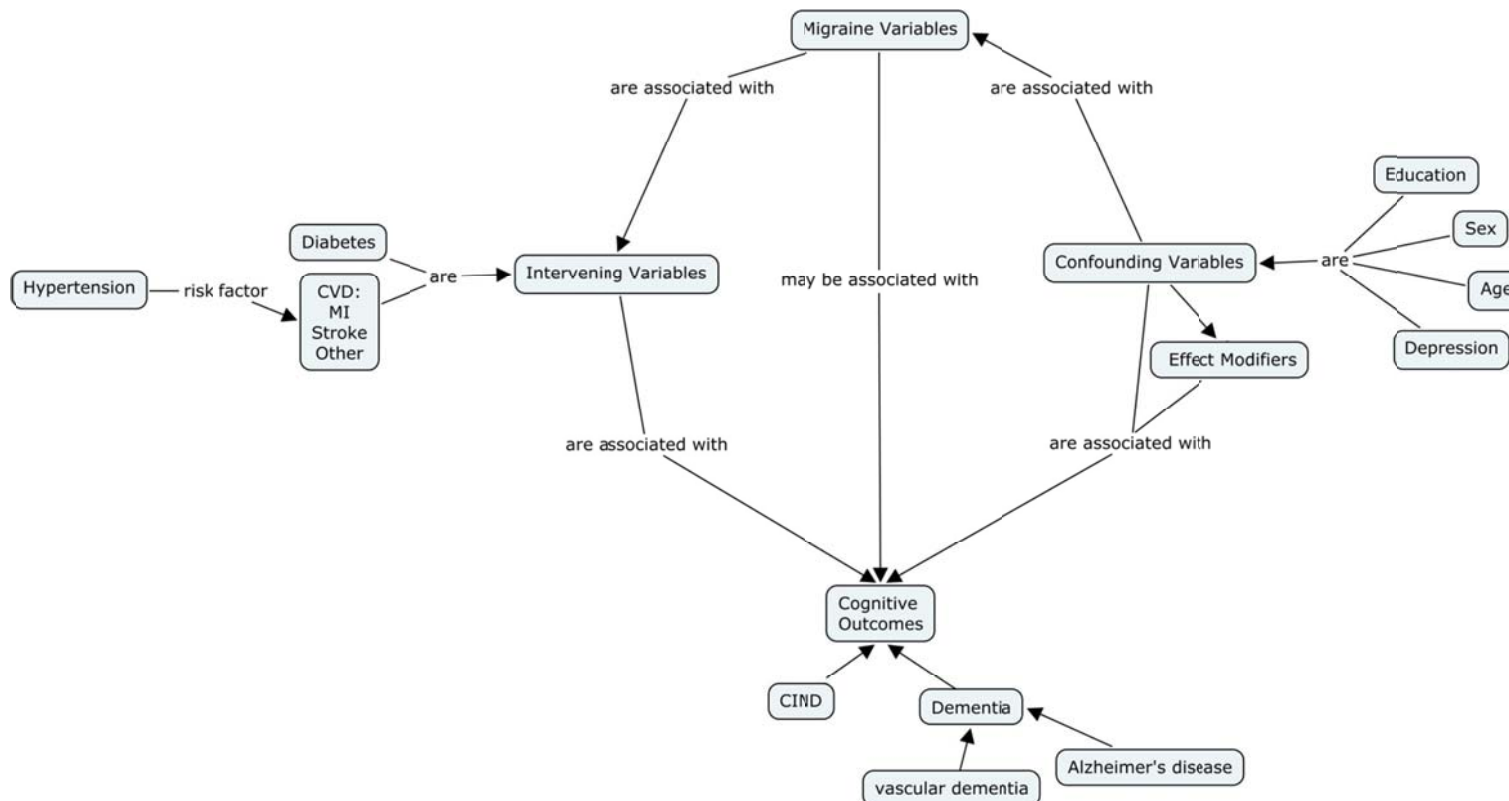 Migraine Variables
are associated with
are associated with
Education
Sex
Diabetes
are
Intervening Variables
may be associated with
Confounding Variables
are
Hypertension
risk factor
CVD:
MI
Stroke
Other
Age
Effect Modifiers
Depression
are associated with
are associated with
Cognitive
Outcomes
CIND
Dementia
Alzheimer's disease
vascular dementia